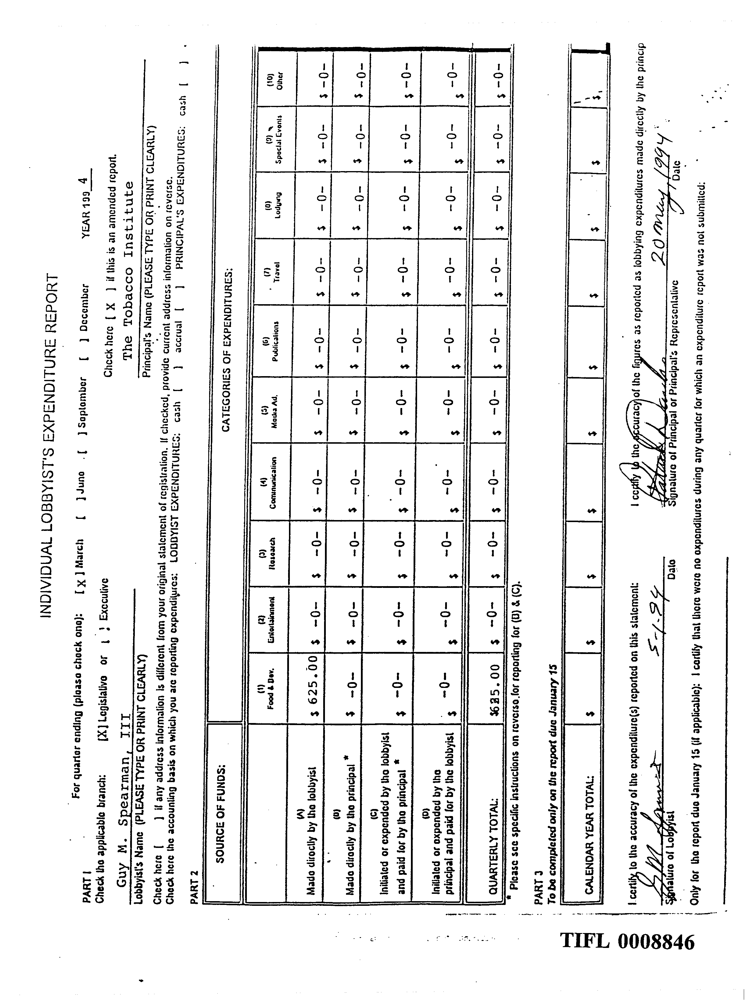 INDIVIDUAL LOBBYIST'S EXPENDITURE REPORT
PART I For quarter ending (please check one): [ X ] March [ ] June [ ] September [ ] December YEAR 199 4
Check the applicable branch: [X] Legislative or [ ] Executive Check here [ X ] if this is an amended report.
Guy M. Spearman, III The Tobacco Institute
Lobbyist's Name (PLEASE TYPE OR PRINT CLEARLY) Principal's Name (PLEASE TYPE OR PRINT CLEARLY)
Check here [ ] if any address information is different from your original statement of registration. If checked, provide current address information on reverse.
Check here the accounting basis on which you are reporting expenditures: LOBBYIST EXPENDITURES: cash [ ] accrual [ ] PRINCIPAL'S EXPENDITURES: cash [ ]
PART 2
SOURCE OF FUNDS: CATEGORIES OF EXPENDITURES:
(1) Food & Bev. (2) Entertainment (3) Research (4) Communication (5) Media Ad. (6) Publications (7) Travel (8) Lodging (9) Special Events (10) Other
(A)
Made directly by the lobbyist $ 625.00 $ -0- $ -0- $ -0- $ -0- $ -0- $ -0- $ -0- $ -0- $ -0-
(B)
Made directly by the principal * $ -0- $ -0- $ -0- $ -0- $ -0- $ -0- $ -0- $ -0- $ -0- $ -0-
(C)
Initiated or expended by the lobbyist
and paid for by the principal * $ -0- $ -0- $ -0- $ -0- $ -0- $ -0- $ -0- $ -0- $ -0- $ -0-
(D)
Initiated or expended by the
principal and paid for by the lobbyist $ -0- $ -0- $ -0- $ -0- $ -0- $ -0- $ -0- $ -0- $ -0- $ -0-
QUARTERLY TOTAL: $625.00 $ -0- $ -0- $ -0- $ -0- $ -0- $ -0- $ -0- $ -0- $ -0-
* Please see specific instructions on reverse for reporting for (B) & (C).
PART 3
To be completed only on the report due January 15
CALENDAR YEAR TOTAL: $ $ $ $ $ $ $ $ $ $
I certify to the accuracy of the expenditure(s) reported on this statement: I certify to the accuracy of the figures as reported as lobbying expenditures made directly by the princip
5-1-94 20 May, 1994
Signature of Lobbyist Date Signature of Principal or Principal's Representative Date
Only for the report due January 15 (if applicable): I certify that there were no expenditures during any quarter for which an expenditure report was not submitted:
TIFL 0008846